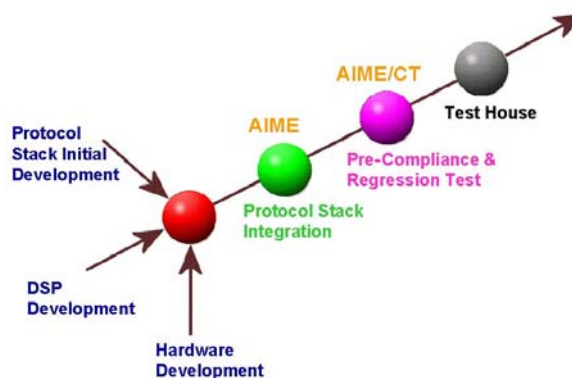 AIME/CT
Test House
AIME
Pre-Compliance &
Regression Test
Protocol
Stack Initial
Development
Protocol Stack
Integration
DSP
Development
Hardware
Development